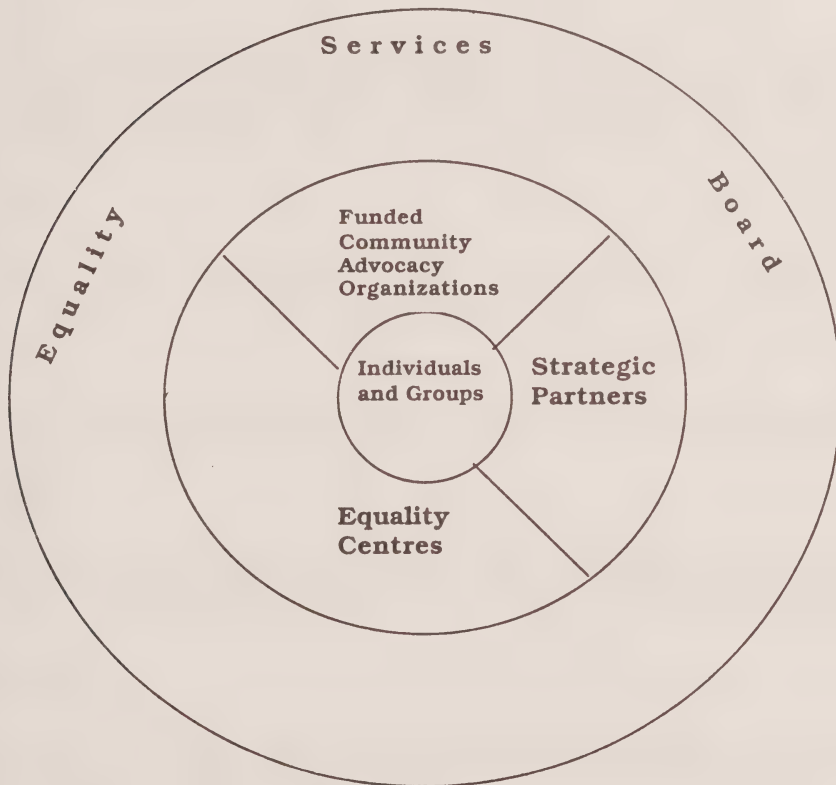 Equality Services Board
Funded
Community
Advocacy
Organizations
Individuals
and Groups
Strategic
Partners
Equality
Centres